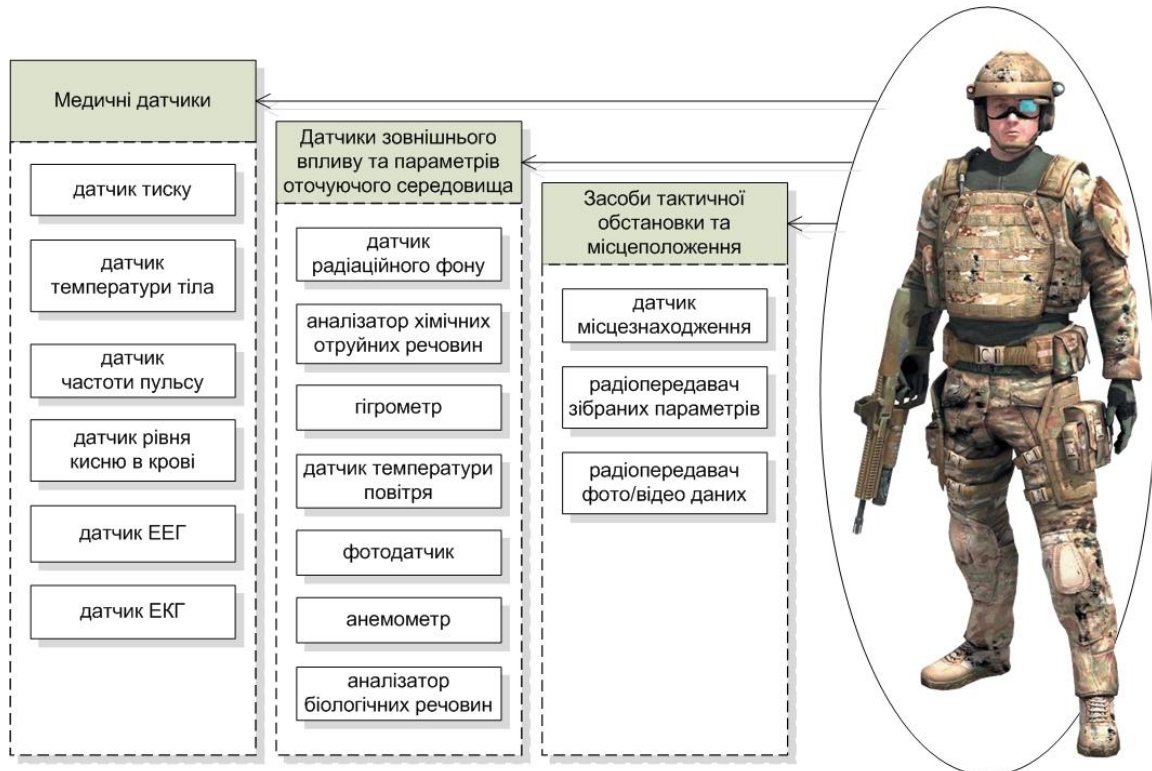 Медичні датчики
датчик тиску
датчик
температури тіла
датчик
частоти пульсу
датчик рівня
кисню в крові
датчик ЕЕГ
датчик ЕКГ
Датчики зовнішнього
впливу та параметрів
оточуючого середовища
датчик
радіаційного фону
аналізатор хімічних
отруйних речовин
гігрометр
датчик температури
повітря
фотодатчик
анемометр
аналізатор
біологічних речовин
Засоби тактичної
обстановки та
місцеположення
датчик
місцезнаходження
радіопередавач
зібраних параметрів
радіопередавач
фото/відео даних